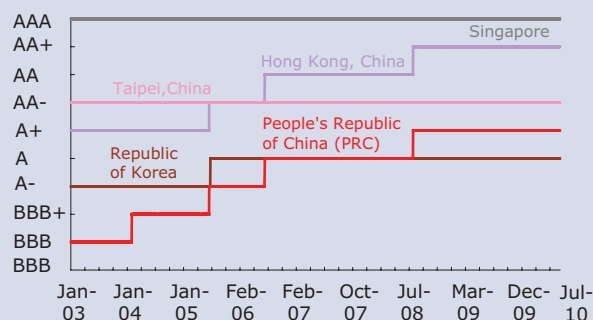 AAA
AA+
AA
AA-
A+
A
A-
BBB+
BBB
BBB
Singapore
Hong Kong, China
Taipei,China
People's Republic
of China (PRC)
Republic
of Korea
Jan-
03
Jan-
04
Jan-
05
Feb-
06
Feb-
07
Oct-
07
Jul-
08
Mar-
09
Dec-
09
Jul-
10